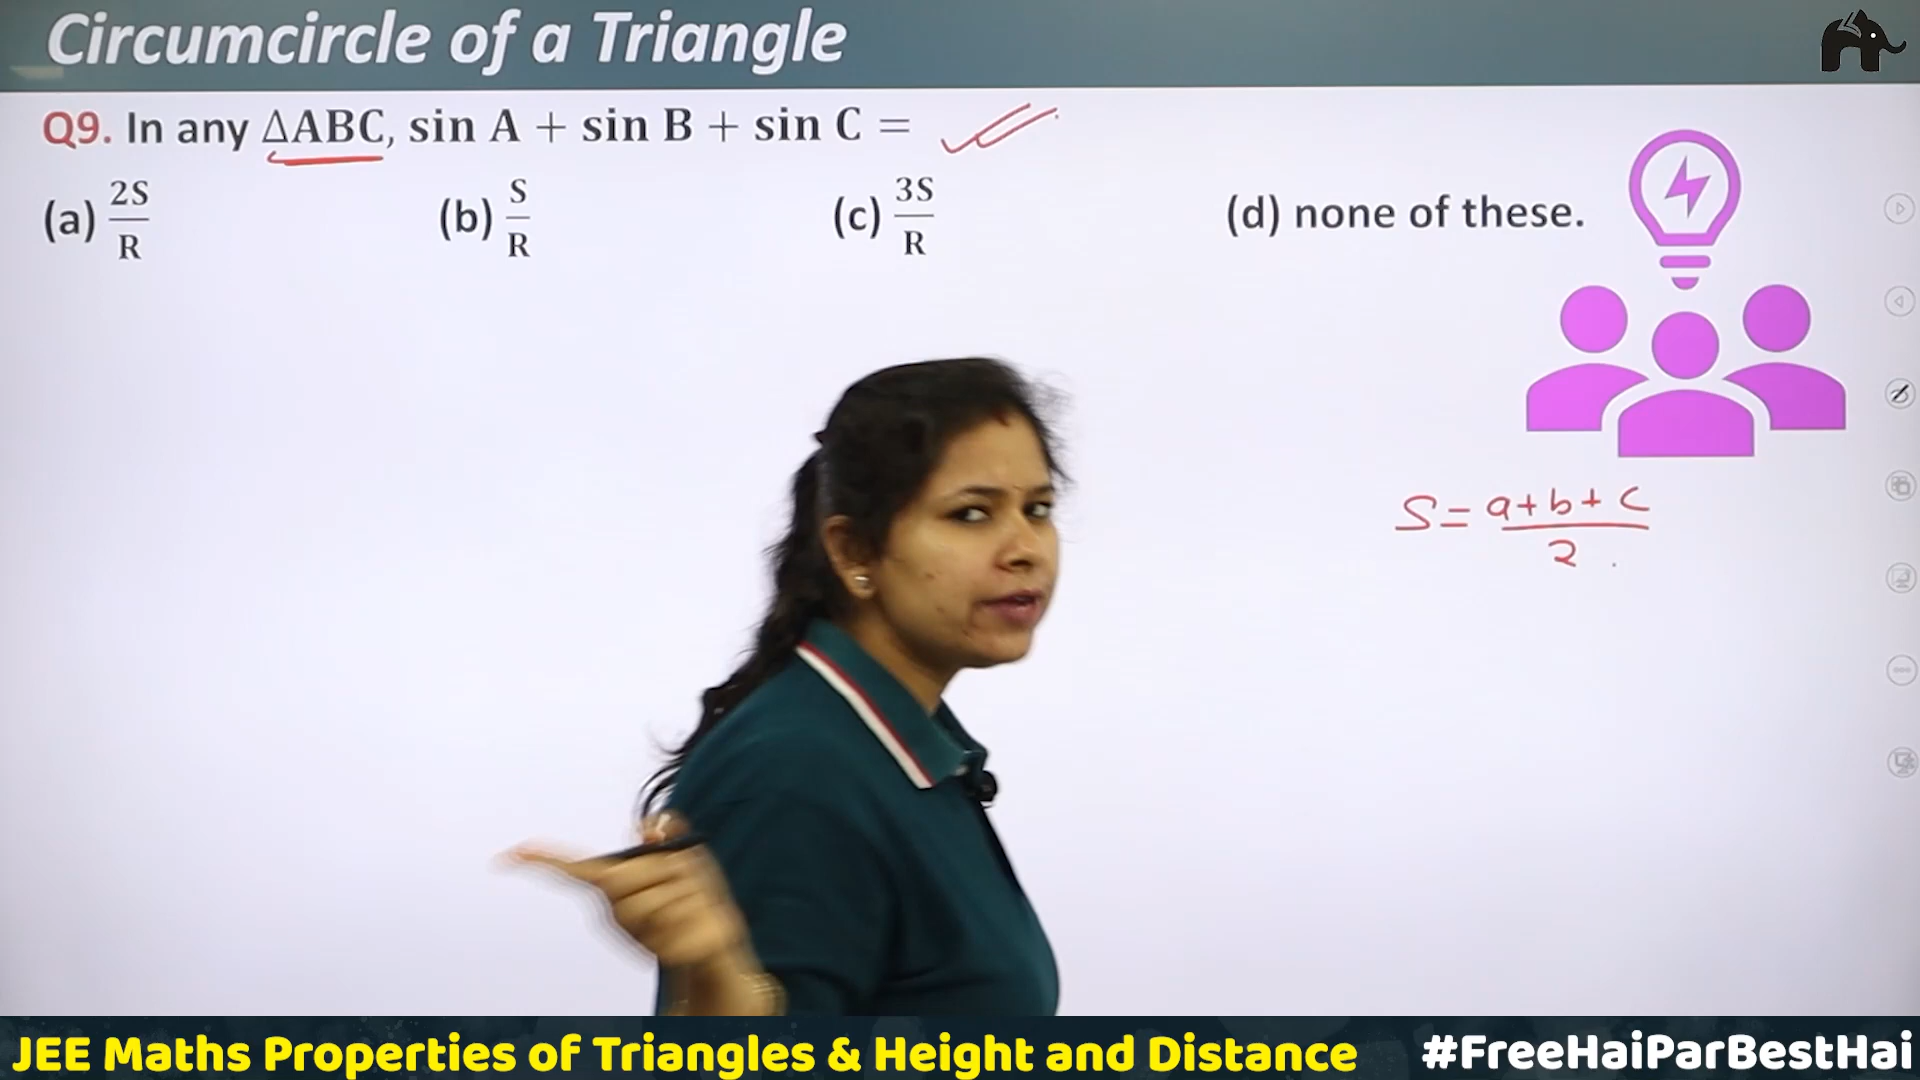 Circumcircle of a Triangle
Q9. In any ΔABC, sin A + sin B + sin C =
(a) 2S/R (b) S/R (c) 3S/R (d) none of these.
S = a+b+c/2
JEE Maths Properties of Triangles & Height and Distance #FreeHaiParBestHai